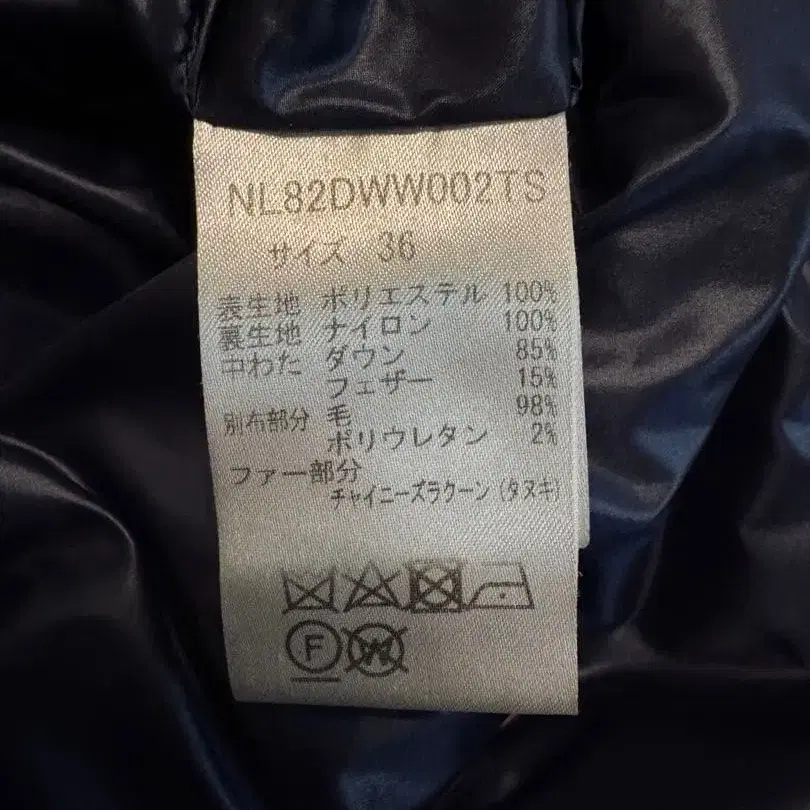 NL82DWW002TS
サイズ 36
表生地 ポリエステル 100%
裏生地 ナイロン 100%
中わた ダウン 85%
フェザー 15%
別布部分 毛 98%
ポリウレタン 2%
ファー部分
チャイニーズラクーン(タヌキ)
F W